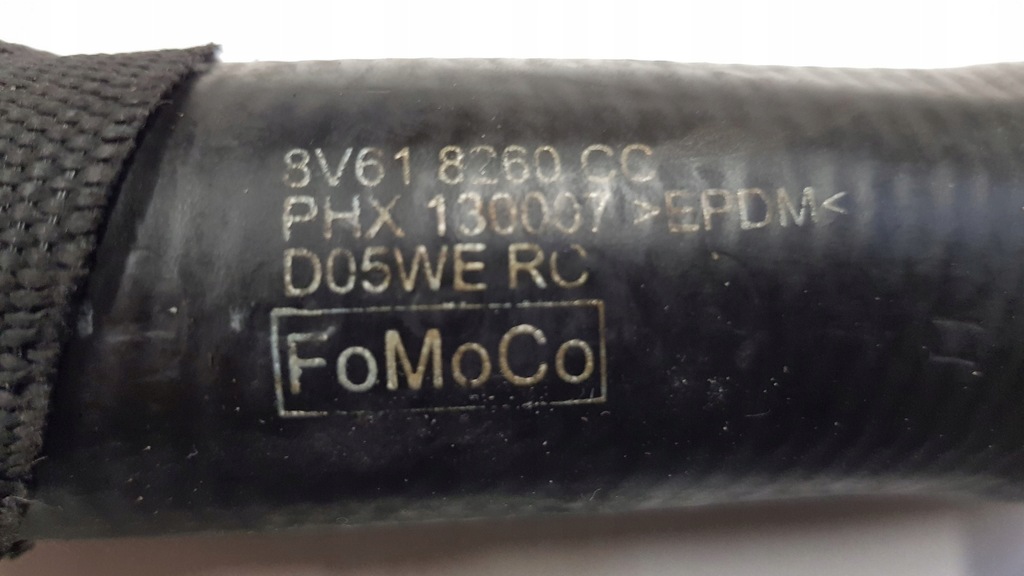 8V61 8260 CC
PHX 130007 >EPDM<
D05WE RC
FoMoCo